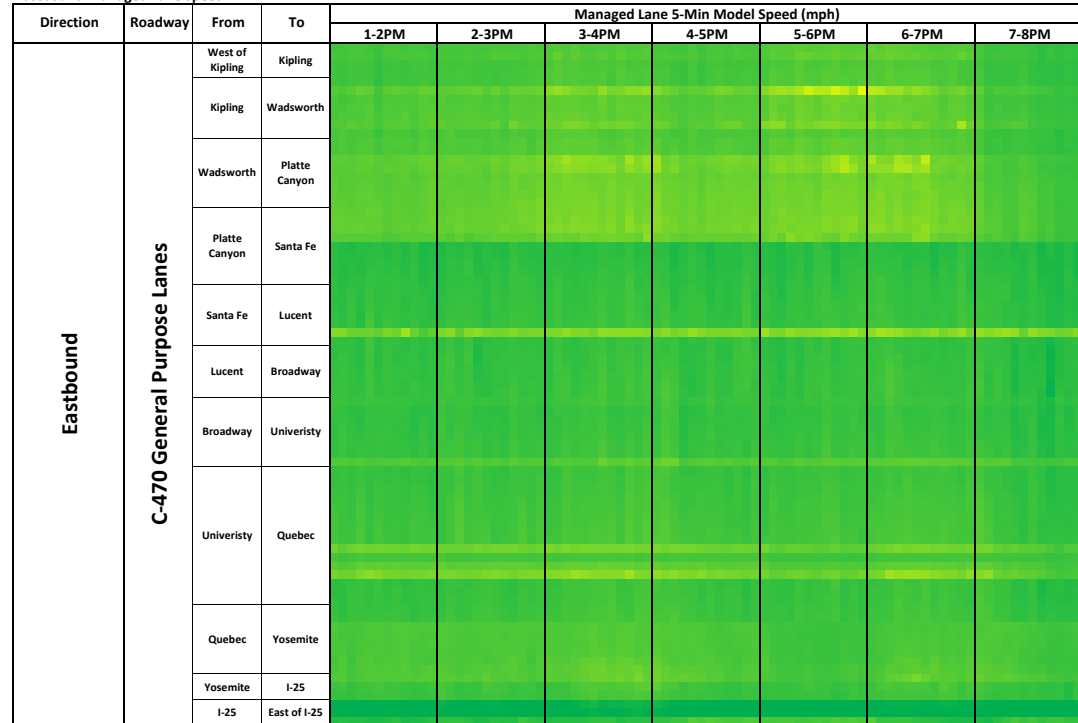 Direction Roadway From To Managed Lane 5-Min Model Speed (mph)
1-2PM 2-3PM 3-4PM 4-5PM 5-6PM 6-7PM 7-8PM
Eastbound
C-470 General Purpose Lanes
West of
Kipling
Kipling
Kipling Wadsworth
Wadsworth
Platte
Canyon
Platte
Canyon
Santa Fe
Santa Fe Lucent
Lucent Broadway
Broadway Univeristy
Univeristy Quebec
Quebec Yosemite
Yosemite I-25
I-25 East of I-25